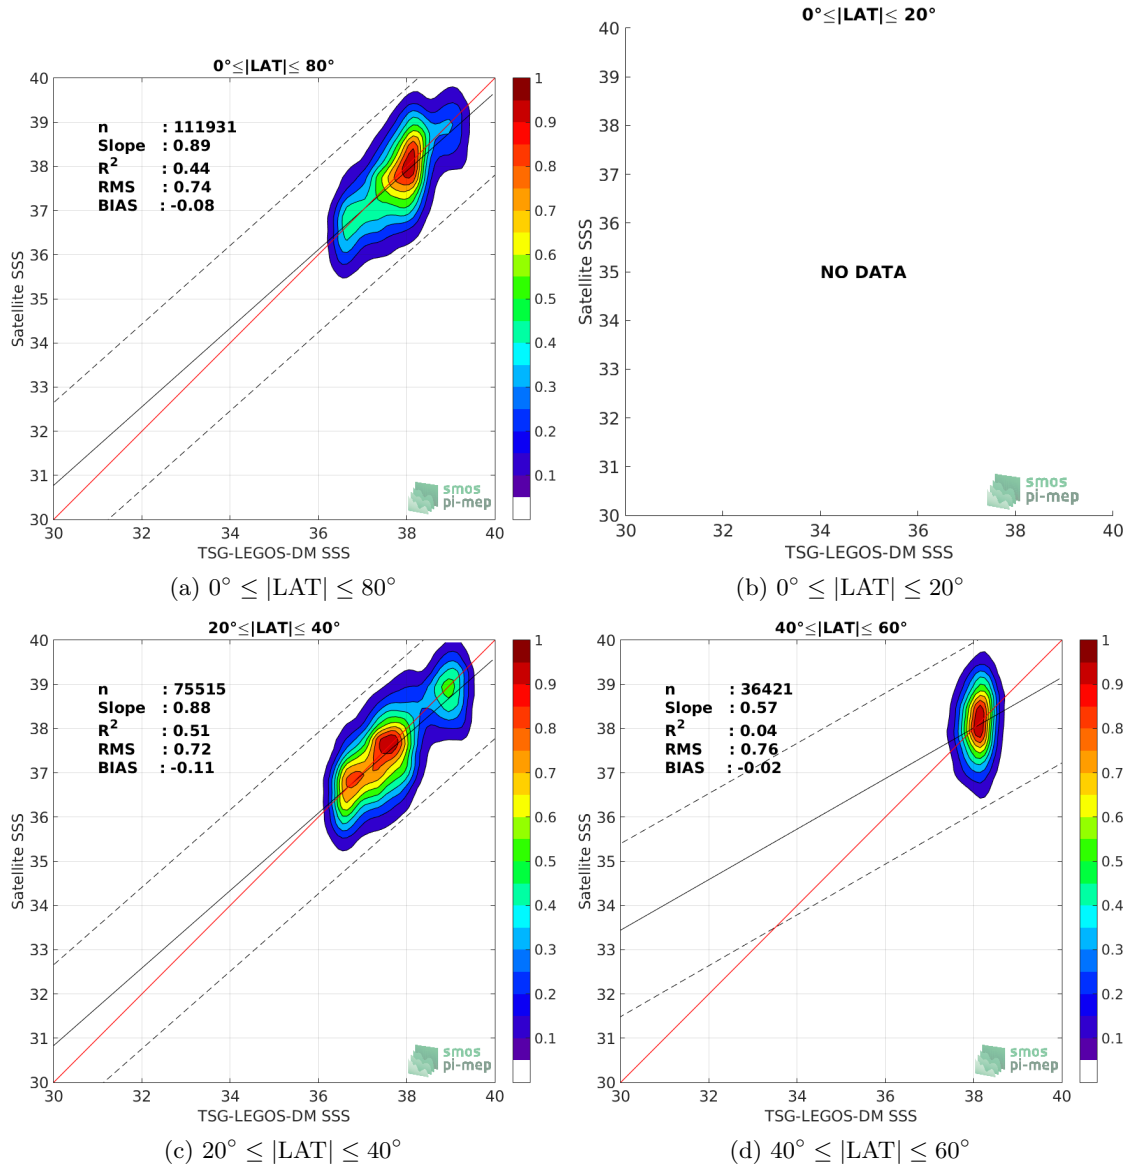 0°≤|LAT|≤ 80°
40
39
38
37
36
35
34
33
32
31
30
30 32 34 36 38 40
n : 111931
Slope : 0.89
R2 : 0.44
RMS : 0.74
BIAS : -0.08
Satellite SSS
TSG-LEGOS-DM SSS
smos
pi-mep
1
0.9
0.8
0.7
0.6
0.5
0.4
0.3
0.2
0.1
(a) 0° ≤ |LAT| ≤ 80°
0°≤|LAT|≤ 20°
40
39
38
37
36
35
34
33
32
31
30
30 32 34 36 38 40
NO DATA
Satellite SSS
TSG-LEGOS-DM SSS
smos
pi-mep
(b) 0° ≤ |LAT| ≤ 20°
20°≤|LAT|≤ 40°
40
39
38
37
36
35
34
33
32
31
30
30 32 34 36 38 40
n : 75515
Slope : 0.88
R2 : 0.51
RMS : 0.72
BIAS : -0.11
Satellite SSS
TSG-LEGOS-DM SSS
smos
pi-mep
1
0.9
0.8
0.7
0.6
0.5
0.4
0.3
0.2
0.1
(c) 20° ≤ |LAT| ≤ 40°
40°≤|LAT|≤ 60°
40
39
38
37
36
35
34
33
32
31
30
30 32 34 36 38 40
n : 36421
Slope : 0.57
R2 : 0.04
RMS : 0.76
BIAS : -0.02
Satellite SSS
TSG-LEGOS-DM SSS
smos
pi-mep
1
0.9
0.8
0.7
0.6
0.5
0.4
0.3
0.2
0.1
(d) 40° ≤ |LAT| ≤ 60°